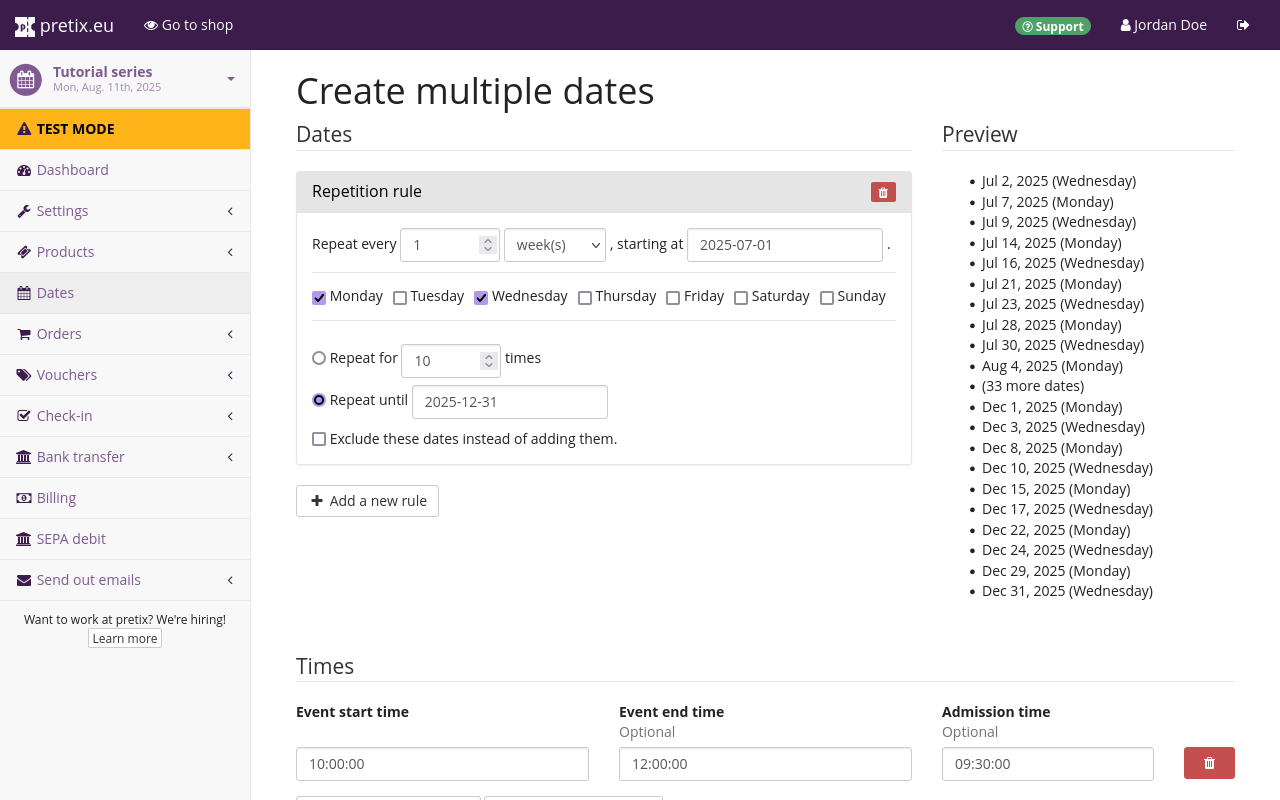 pretix.eu
Go to shop
Support
Jordan Doe
Tutorial series
Mon, Aug. 11th, 2025
TEST MODE
Dashboard
Settings
Products
Dates
Orders
Vouchers
Check-in
Bank transfer
Billing
SEPA debit
Send out emails
Want to work at pretix? We're hiring!
Learn more
Create multiple dates
Dates
Repetition rule
Repeat every 1 week(s) , starting at 2025-07-01 .
Monday Tuesday Wednesday Thursday Friday Saturday Sunday
Repeat for 10 times
Repeat until 2025-12-31
Exclude these dates instead of adding them.
Add a new rule
Preview
Jul 2, 2025 (Wednesday)
Jul 7, 2025 (Monday)
Jul 9, 2025 (Wednesday)
Jul 14, 2025 (Monday)
Jul 16, 2025 (Wednesday)
Jul 21, 2025 (Monday)
Jul 23, 2025 (Wednesday)
Jul 28, 2025 (Monday)
Jul 30, 2025 (Wednesday)
Aug 4, 2025 (Monday)
(33 more dates)
Dec 1, 2025 (Monday)
Dec 3, 2025 (Wednesday)
Dec 8, 2025 (Monday)
Dec 10, 2025 (Wednesday)
Dec 15, 2025 (Monday)
Dec 17, 2025 (Wednesday)
Dec 22, 2025 (Monday)
Dec 24, 2025 (Wednesday)
Dec 29, 2025 (Monday)
Dec 31, 2025 (Wednesday)
Times
Event start time
10:00:00
Event end time
Optional
12:00:00
Admission time
Optional
09:30:00